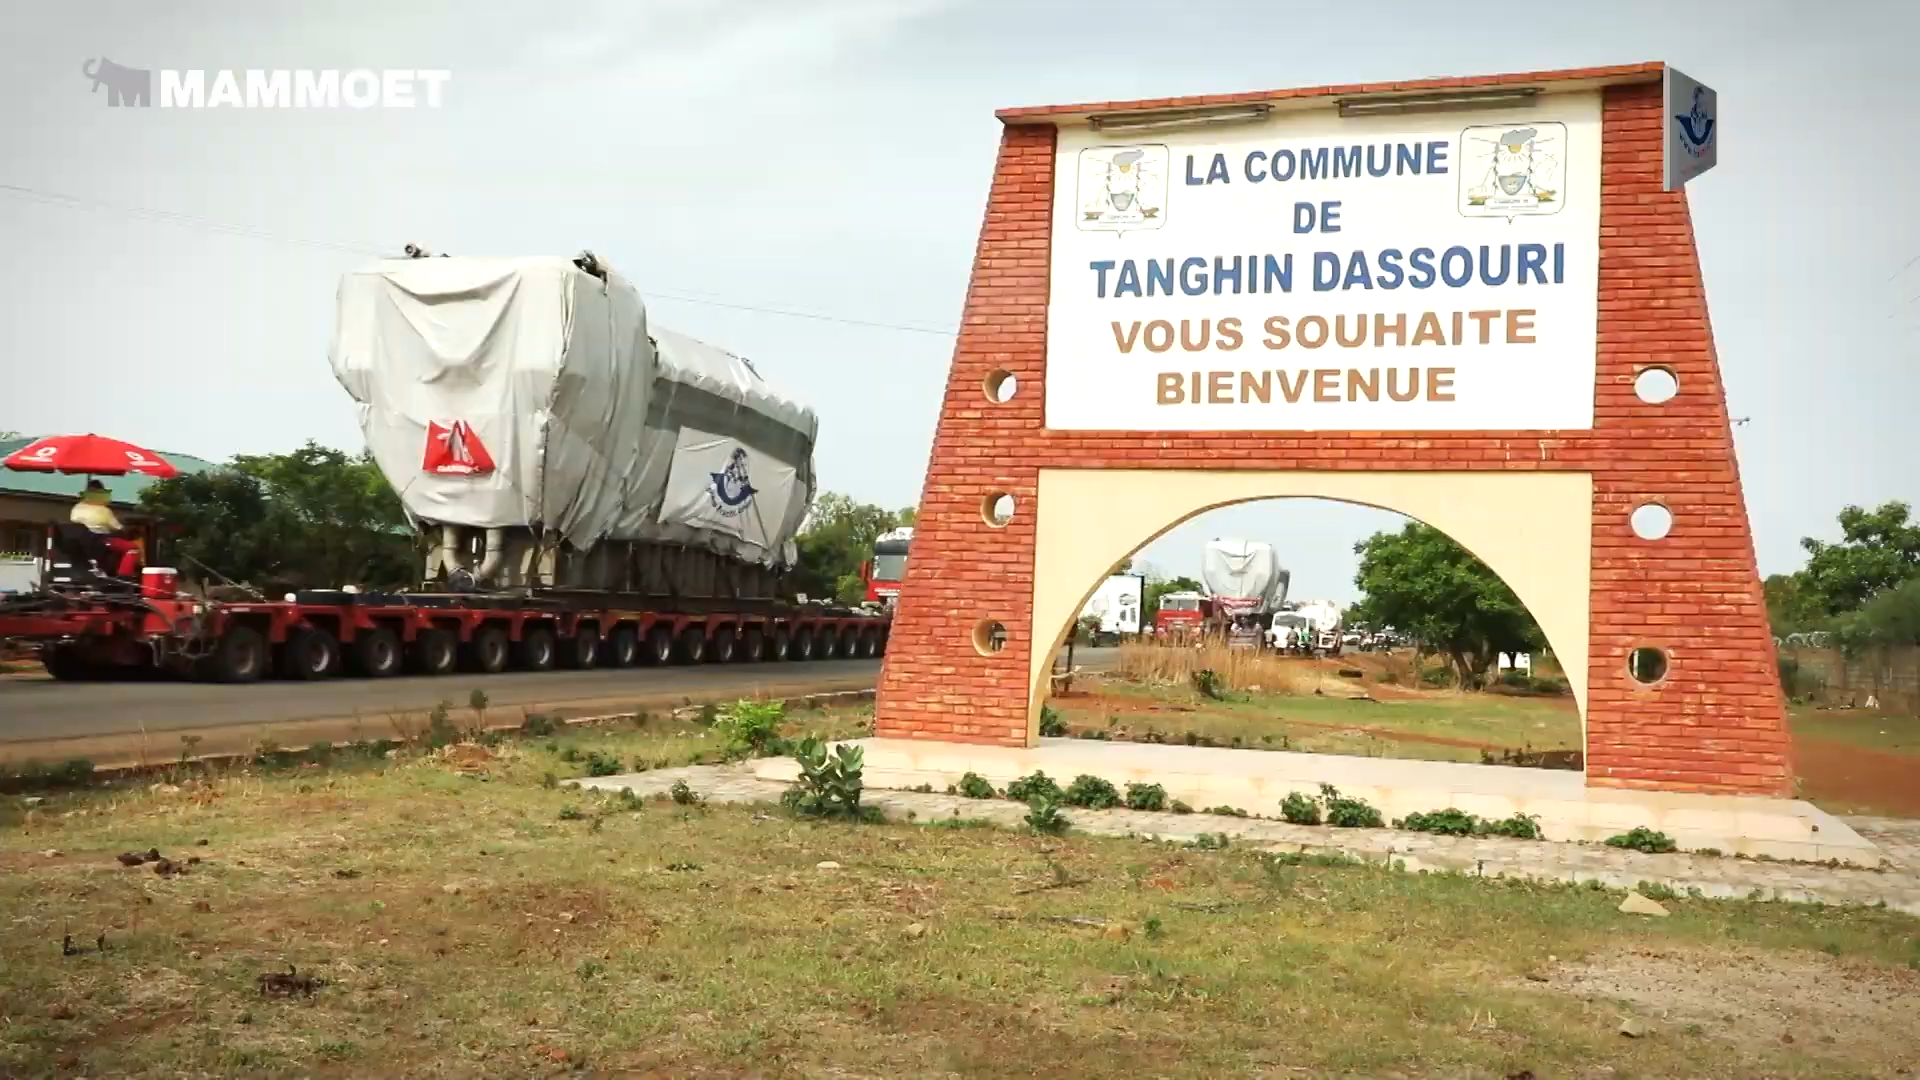 MAMMOET
LA COMMUNE
DE
TANGHIN DASSOURI
VOUS SOUHAITE
BIENVENUE